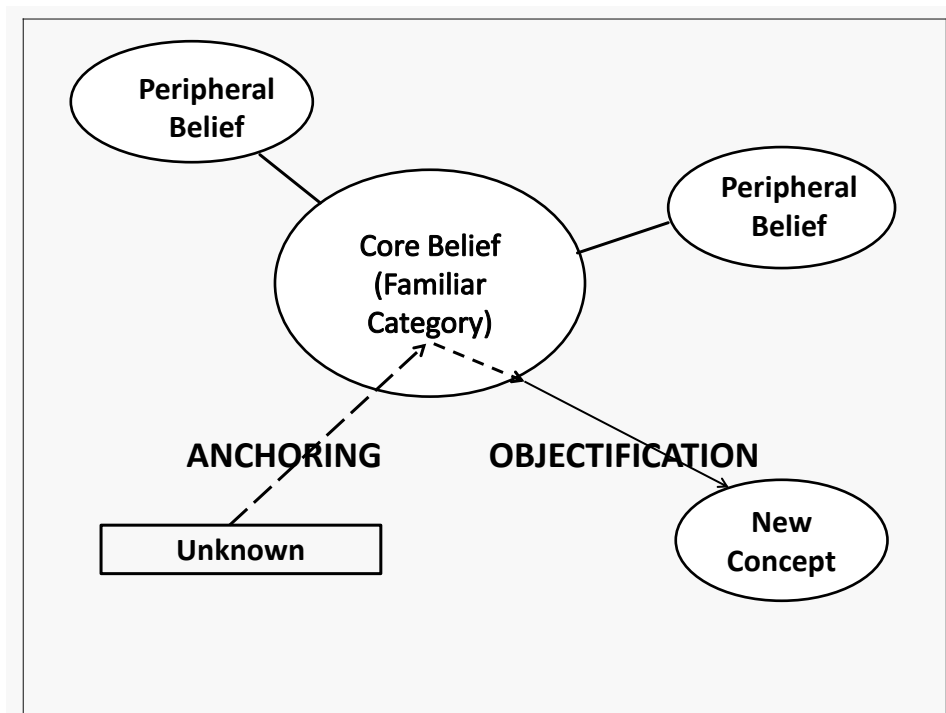 Peripheral
Belief
Peripheral
Belief
Core Belief
(Familiar
Category)
ANCHORING
OBJECTIFICATION
Unknown
New
Concept